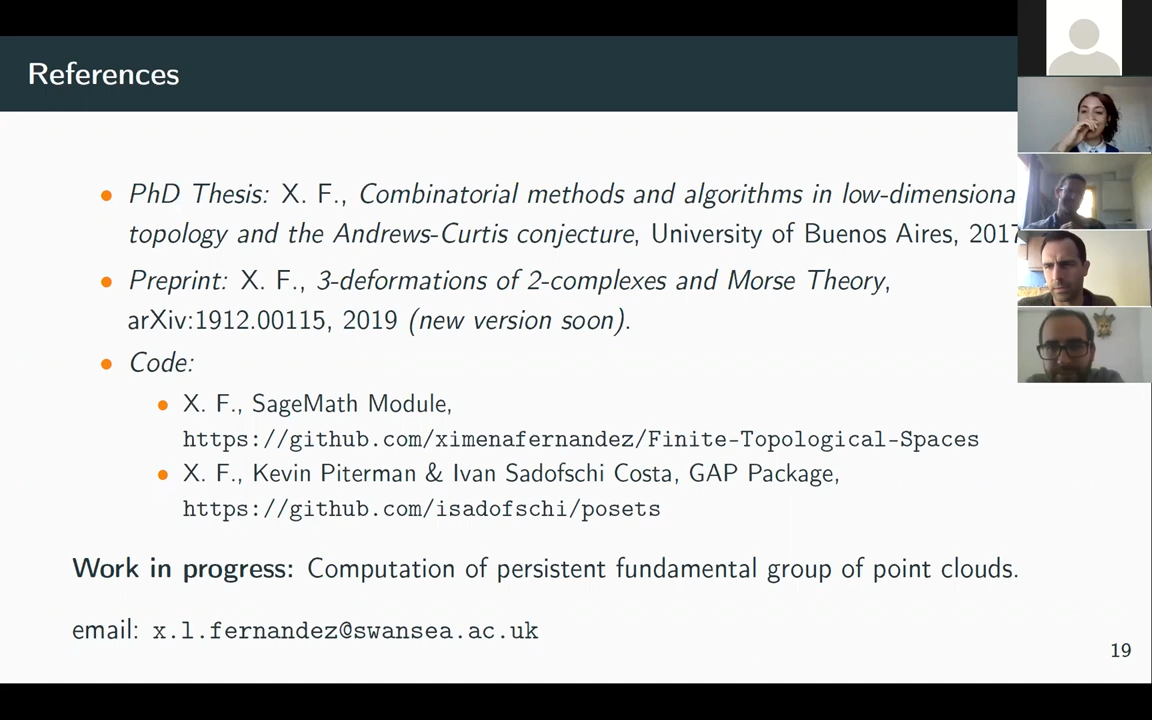 References
PhD Thesis: X. F., Combinatorial methods and algorithms in low-dimensiona
topology and the Andrews-Curtis conjecture, University of Buenos Aires, 2017
Preprint: X. F., 3-deformations of 2-complexes and Morse Theory,
arXiv:1912.00115, 2019 (new version soon).
Code:
X. F., SageMath Module,
https://github.com/ximenafernandez/Finite-Topological-Spaces
X. F., Kevin Piterman & Ivan Sadofschi Costa, GAP Package,
https://github.com/isadofschi/posets
Work in progress: Computation of persistent fundamental group of point clouds.
email: x.l.fernandez@swansea.ac.uk
19